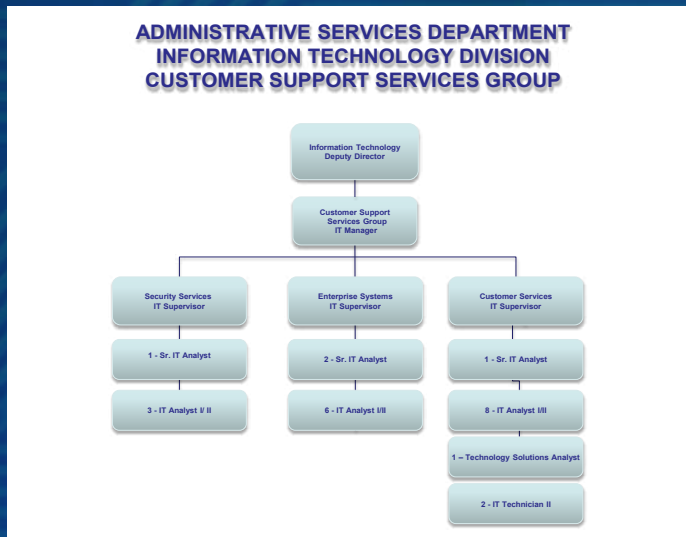 ADMINISTRATIVE SERVICES DEPARTMENT
INFORMATION TECHNOLOGY DIVISION
CUSTOMER SUPPORT SERVICES GROUP
Information Technology
Deputy Director
Customer Support
Services Group
IT Manager
Security Services
IT Supervisor
Enterprise Systems
IT Supervisor
Customer Services
IT Supervisor
1 - Sr. IT Analyst
2 - Sr. IT Analyst
1 - Sr. IT Analyst
3 - IT Analyst I/ II
6 - IT Analyst I/II
8 - IT Analyst I/II
1 – Technology Solutions Analyst
2 - IT Technician II